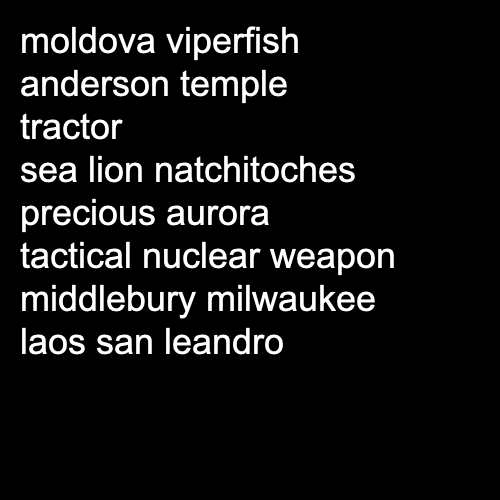 moldova viperfish
anderson temple
tractor
sea lion natchitoches
precious aurora
tactical nuclear weapon
middlebury milwaukee
laos san leandro